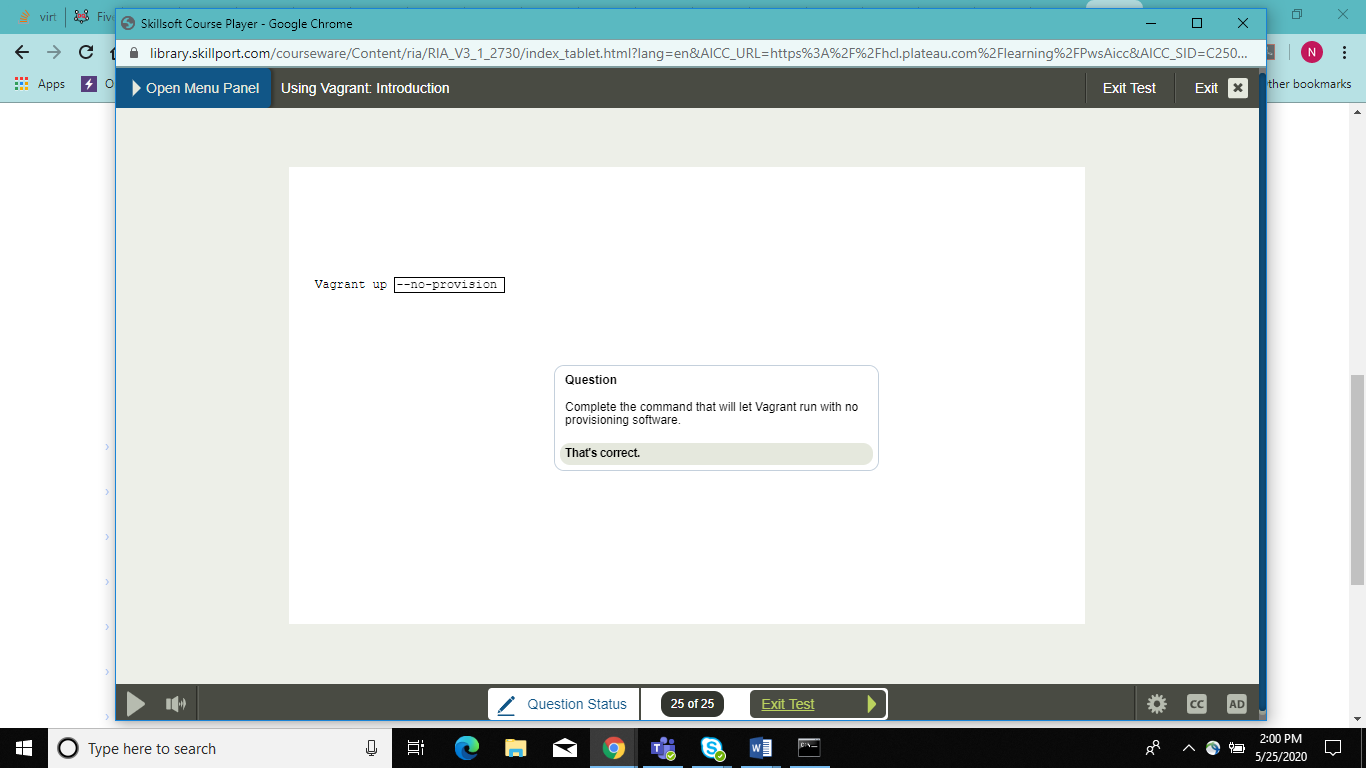 virt
Five
Skillsoft Course Player - Google Chrome
library.skillport.com/courseware/Content/ria/RIA_V3_1_2730/index_tablet.html?lang=en&AICC_URL=https%3A%2F%2Fhcl.plateau.com%2Flearning%2FPwsAicc&AICC_SID=C250...
N
Apps
O
ther bookmarks
Open Menu Panel
Using Vagrant: Introduction
Exit Test
Exit
Vagrant up --no-provision
Question
Complete the command that will let Vagrant run with no
provisioning software.
That's correct.
Question Status
25 of 25
Exit Test
CC
AD
Type here to search
2:00 PM
5/25/2020